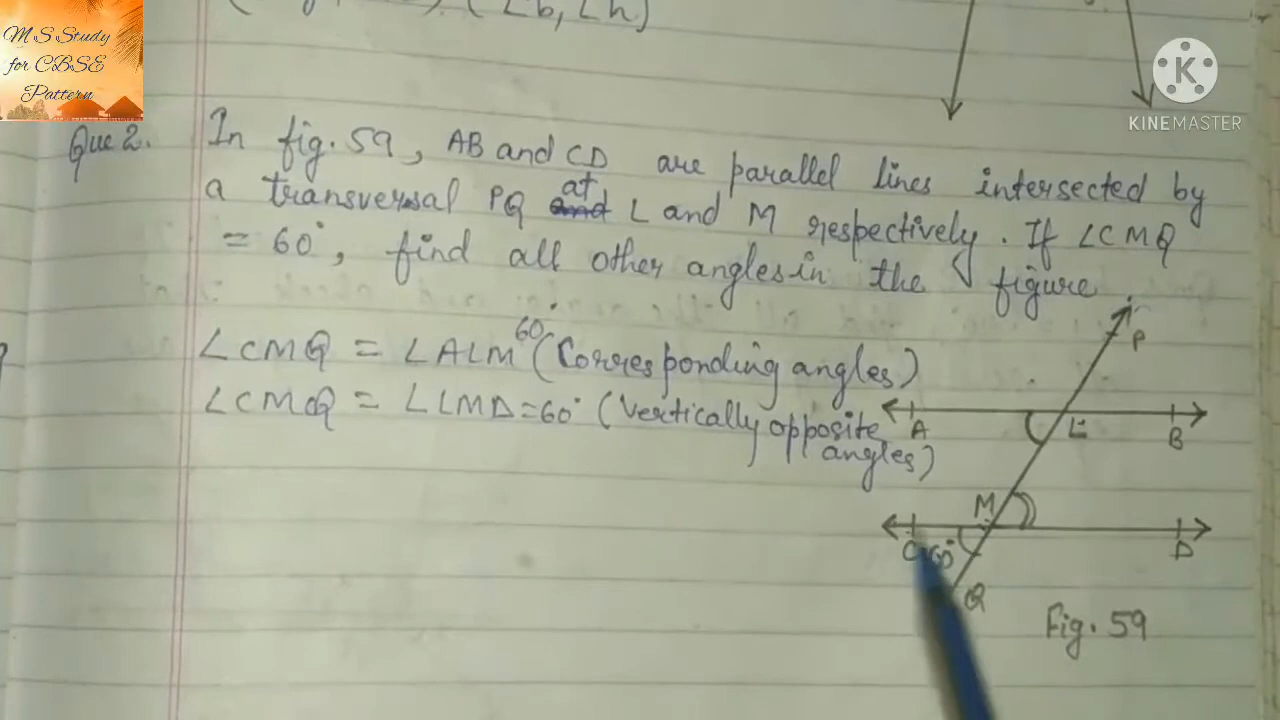 M S Study
for CBSE
Pattern
KINEMASTER
(∠b, ∠h)
Que 2. In fig. 59, AB and CD are parallel lines intersected by
a transversal PQ at L and M respectively. If ∠CMQ
= 60°, find all other angles in the figure.
∠CMQ = ∠ALM 60° (Corresponding angles)
∠CMQ = ∠LMD = 60° (Vertically opposite
angles)
P
A L B
M
C 60° D
Q
Fig. 59